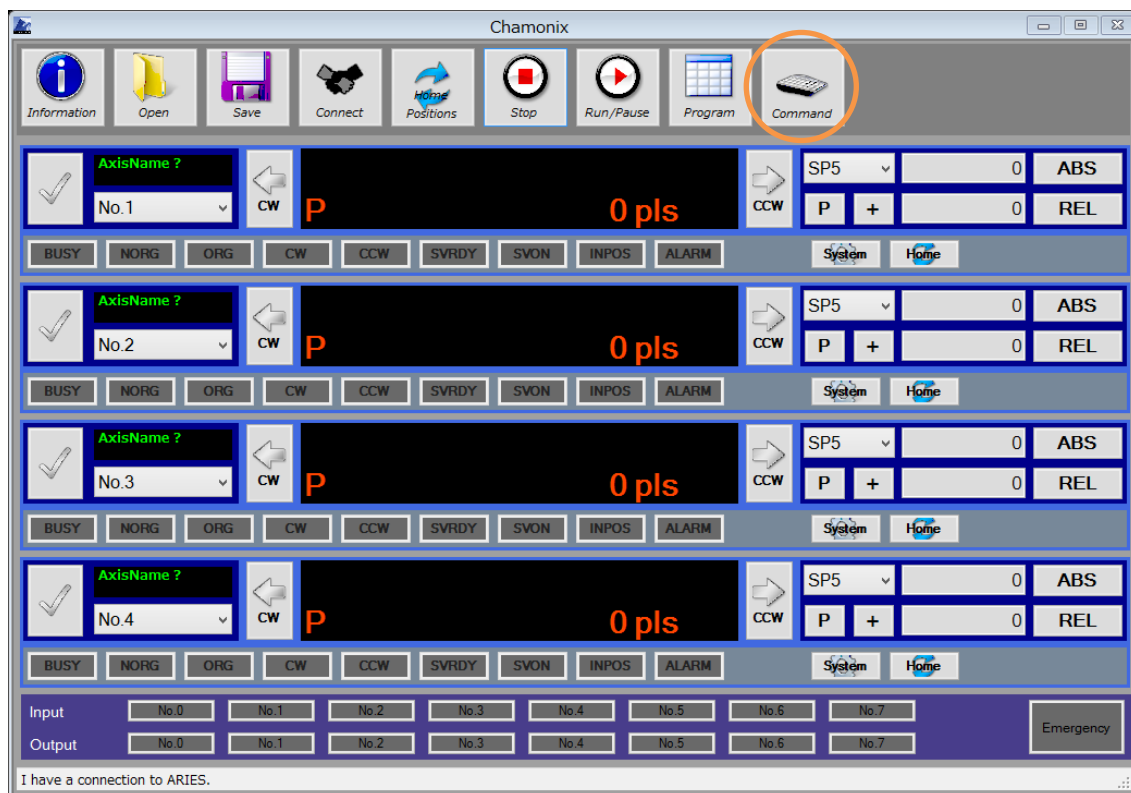 Chamonix
Information Open Save Connect Home Positions Stop Run/Pause Program Command
AxisName ?
No.1 CW P 0 pls CCW SP5 0 ABS
P + 0 REL
BUSY NORG ORG CW CCW SVRDY SVON INPOS ALARM System Home
AxisName ?
No.2 CW P 0 pls CCW SP5 0 ABS
P + 0 REL
BUSY NORG ORG CW CCW SVRDY SVON INPOS ALARM System Home
AxisName ?
No.3 CW P 0 pls CCW SP5 0 ABS
P + 0 REL
BUSY NORG ORG CW CCW SVRDY SVON INPOS ALARM System Home
AxisName ?
No.4 CW P 0 pls CCW SP5 0 ABS
P + 0 REL
BUSY NORG ORG CW CCW SVRDY SVON INPOS ALARM System Home
Input No.0 No.1 No.2 No.3 No.4 No.5 No.6 No.7
Output No.0 No.1 No.2 No.3 No.4 No.5 No.6 No.7
Emergency
I have a connection to ARIES.